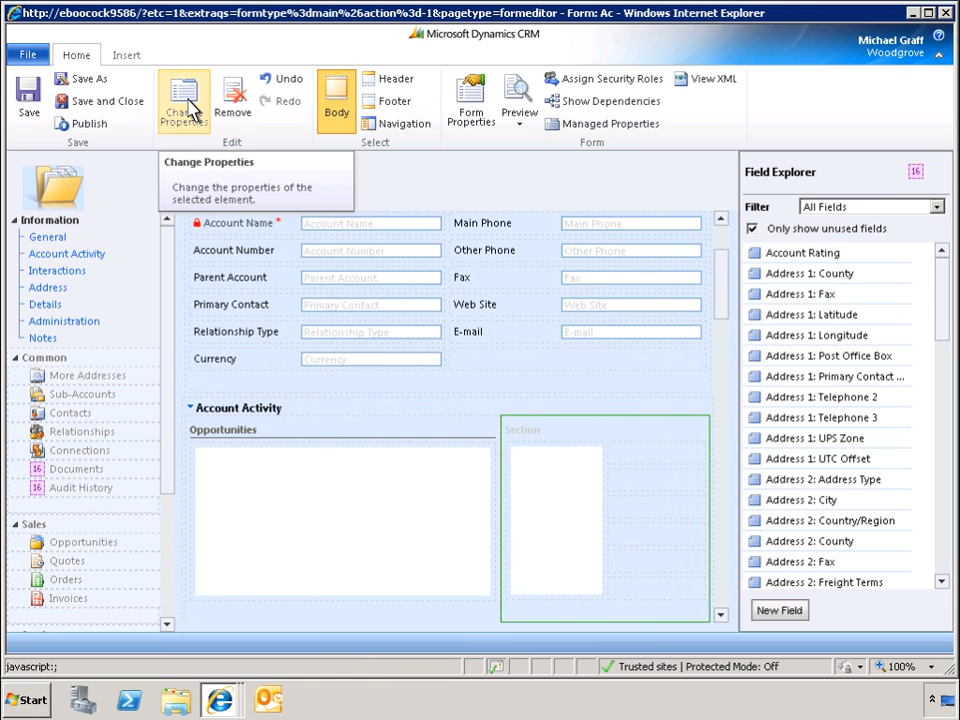 http://eboocock9586/?etc=1&extraqs=formtype%3dmain%26action%3d-1&pagetype=formeditor - Form: Ac - Windows Internet Explorer
Microsoft Dynamics CRM
Michael Graff
Woodgrove
File
Home
Insert
Save
Save As
Save and Close
Publish
Save
Change Properties
Remove
Undo
Redo
Edit
Body
Header
Footer
Navigation
Select
Form Properties
Preview
Assign Security Roles
Show Dependencies
Managed Properties
View XML
Form
Change Properties
Change the properties of the
selected element.
Information
General
Account Activity
Interactions
Address
Details
Administration
Notes
Common
More Addresses
Sub-Accounts
Contacts
Relationships
Connections
16 Documents
16 Audit History
Sales
Opportunities
Quotes
Orders
Invoices
Account Name * Account Name Main Phone Main Phone
Account Number Account Number Other Phone Other Phone
Parent Account Parent Account Fax Fax
Primary Contact Primary Contact Web Site Web Site
Relationship Type Relationship Type E-mail E-mail
Currency Currency
Account Activity
Opportunities
Section
Field Explorer 16
Filter All Fields
Only show unused fields
Account Rating
Address 1: County
Address 1: Fax
Address 1: Latitude
Address 1: Longitude
Address 1: Post Office Box
Address 1: Primary Contact ...
Address 1: Telephone 2
Address 1: Telephone 3
Address 1: UPS Zone
Address 1: UTC Offset
Address 2: Address Type
Address 2: City
Address 2: Country/Region
Address 2: County
Address 2: Fax
Address 2: Freight Terms
New Field
javascript:;
Trusted sites | Protected Mode: Off
100%
Start